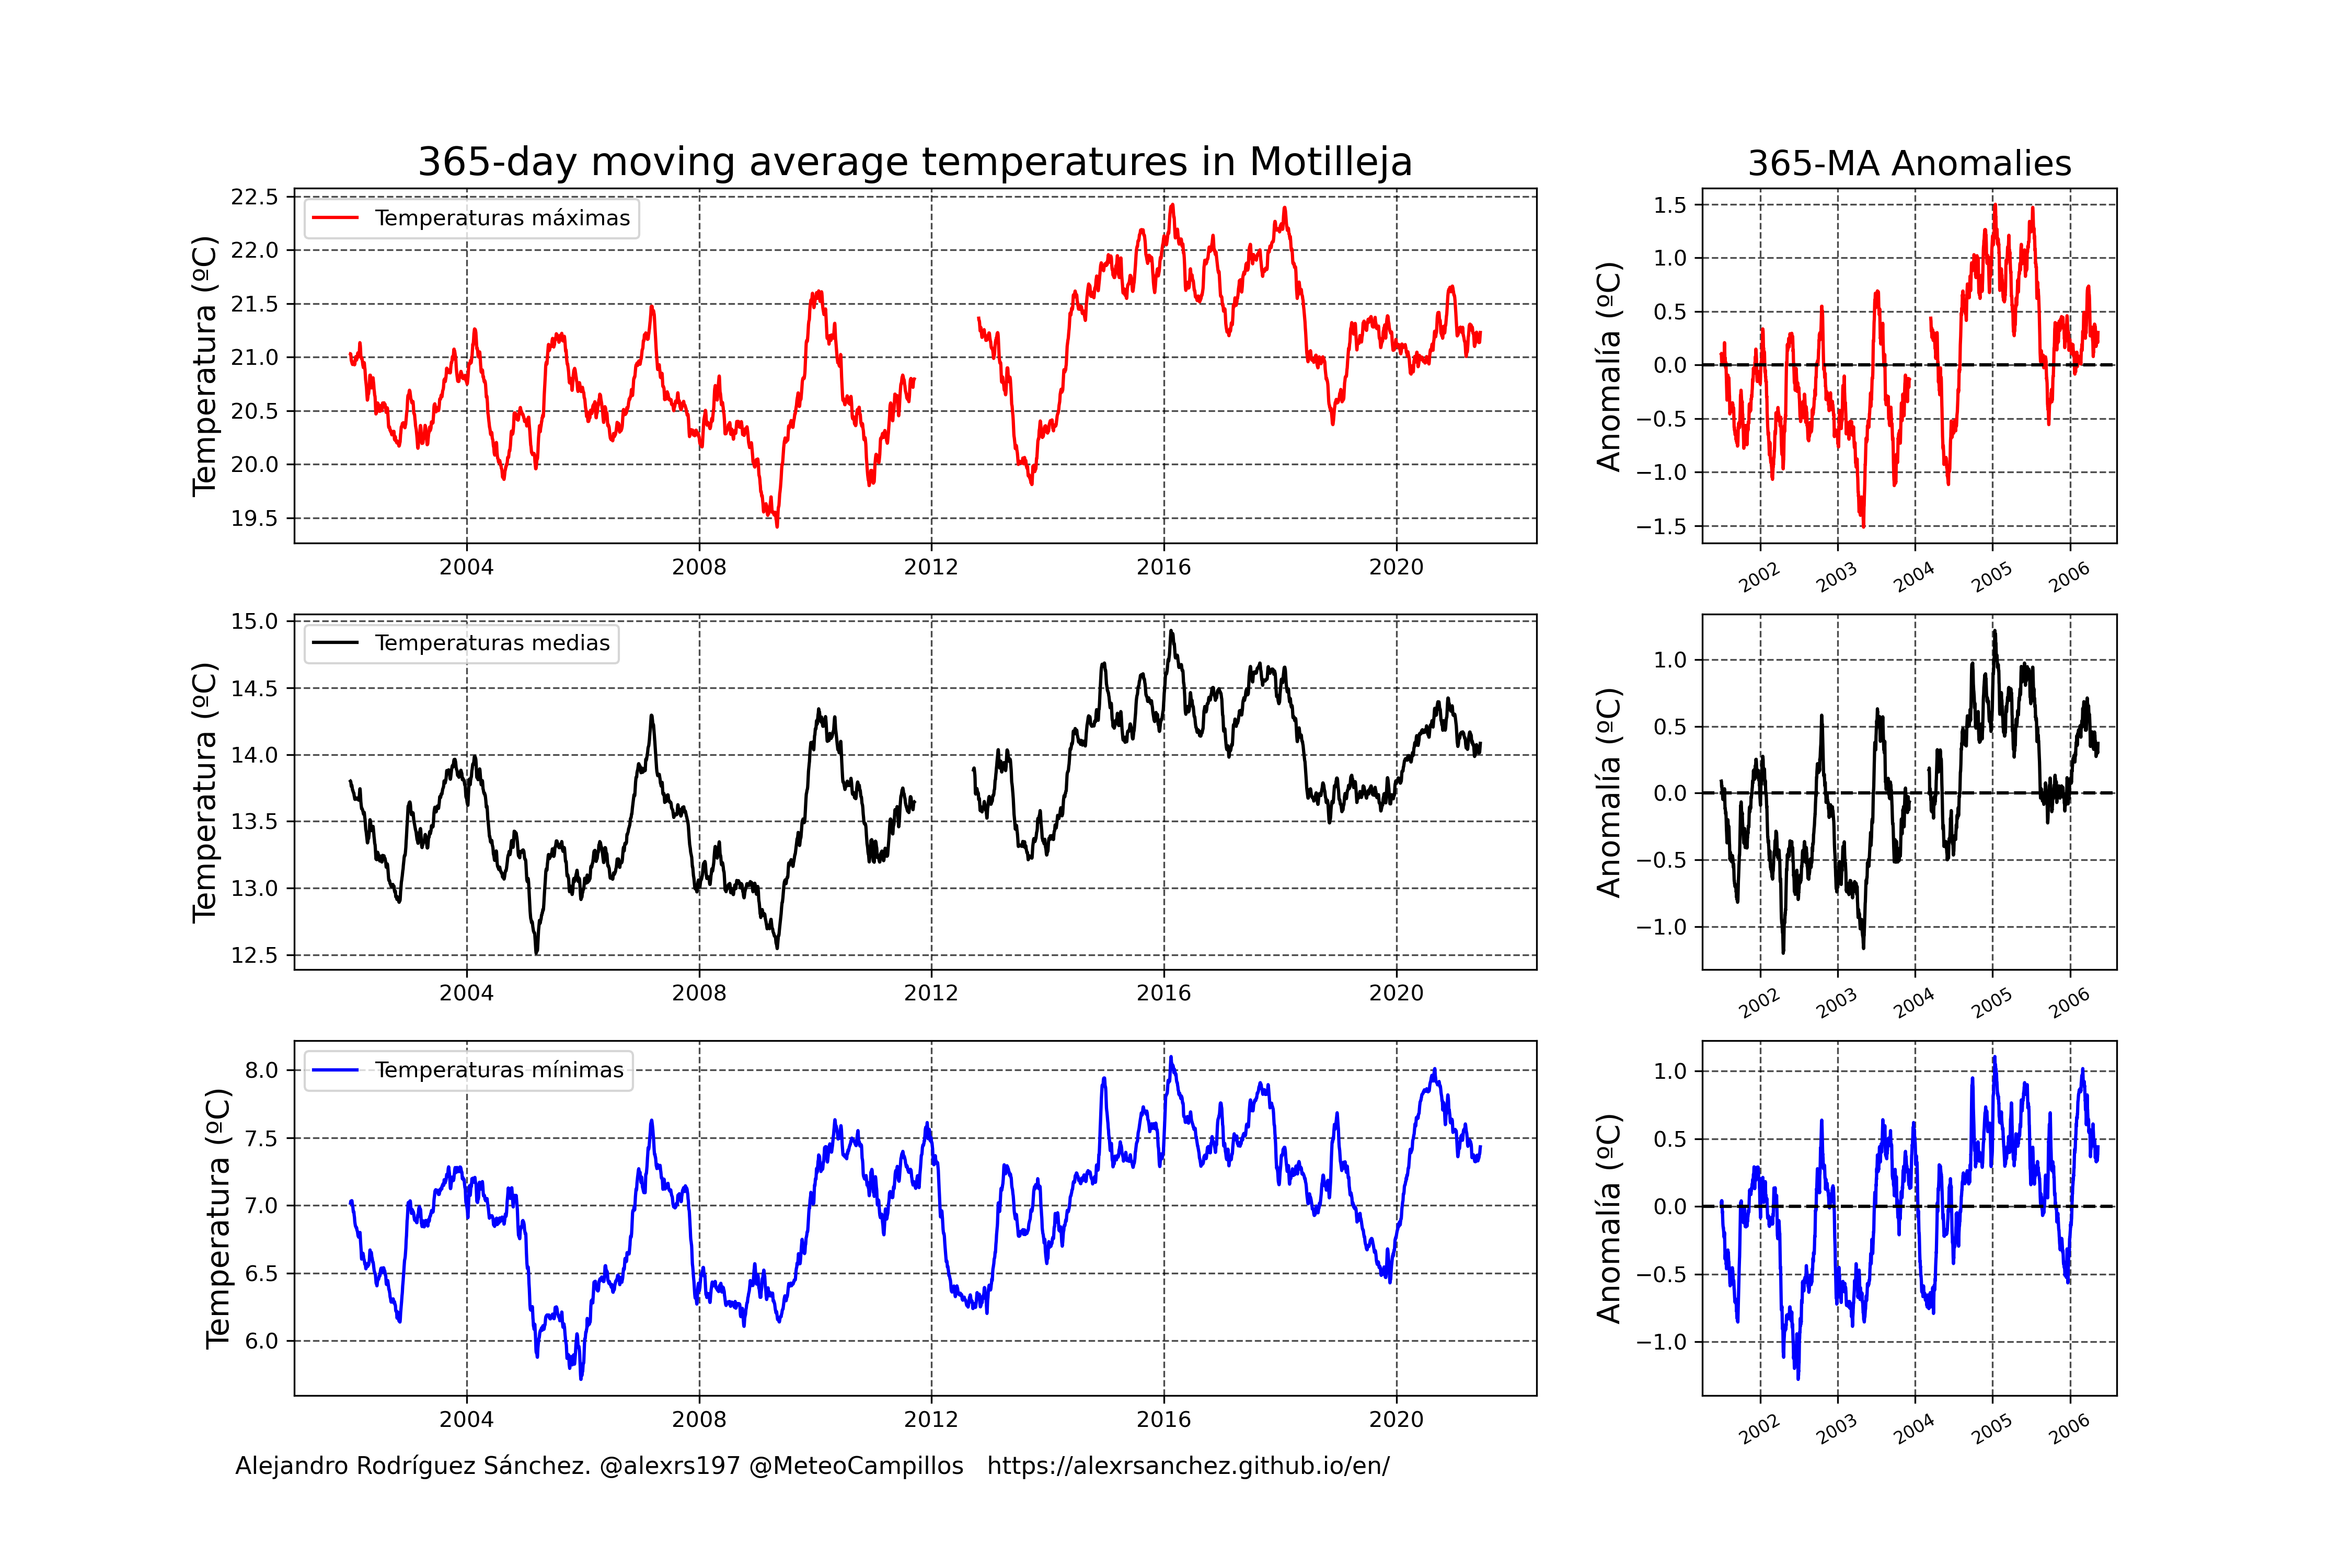 365-day moving average temperatures in Motilleja
365-MA Anomalies
Temperatura (ºC)
22.5
22.0
21.5
21.0
20.5
20.0
19.5
Temperaturas máximas
2004 2008 2012 2016 2020
Anomalía (ºC)
1.5
1.0
0.5
0.0
−0.5
−1.0
−1.5
2002 2003 2004 2005 2006
Temperatura (ºC)
15.0
14.5
14.0
13.5
13.0
12.5
Temperaturas medias
2004 2008 2012 2016 2020
Anomalía (ºC)
1.0
0.5
0.0
−0.5
−1.0
2002 2003 2004 2005 2006
Temperatura (ºC)
8.0
7.5
7.0
6.5
6.0
Temperaturas mínimas
2004 2008 2012 2016 2020
Anomalía (ºC)
1.0
0.5
0.0
−0.5
−1.0
2002 2003 2004 2005 2006
Alejandro Rodríguez Sánchez. @alexrs197 @MeteoCampillos https://alexrsanchez.github.io/en/